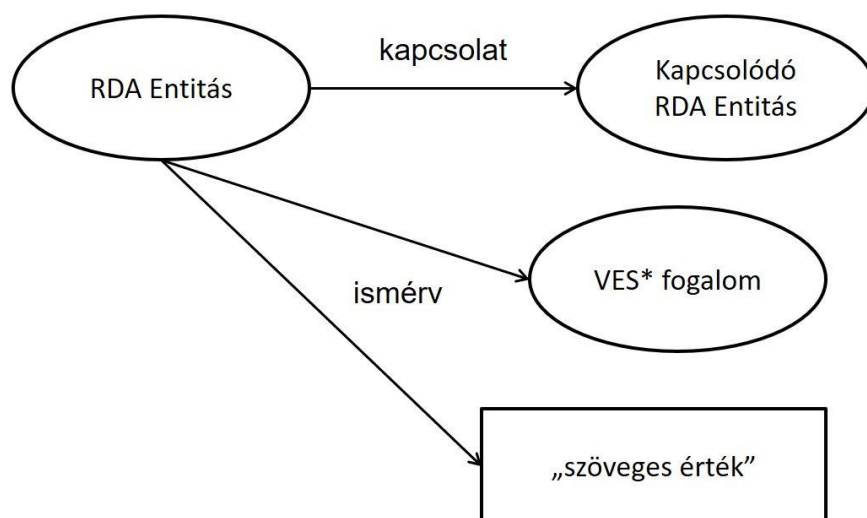 kapcsolat
RDA Entitás
Kapcsolódó
RDA Entitás
VES* fogalom
ismérv
„szöveges érték”